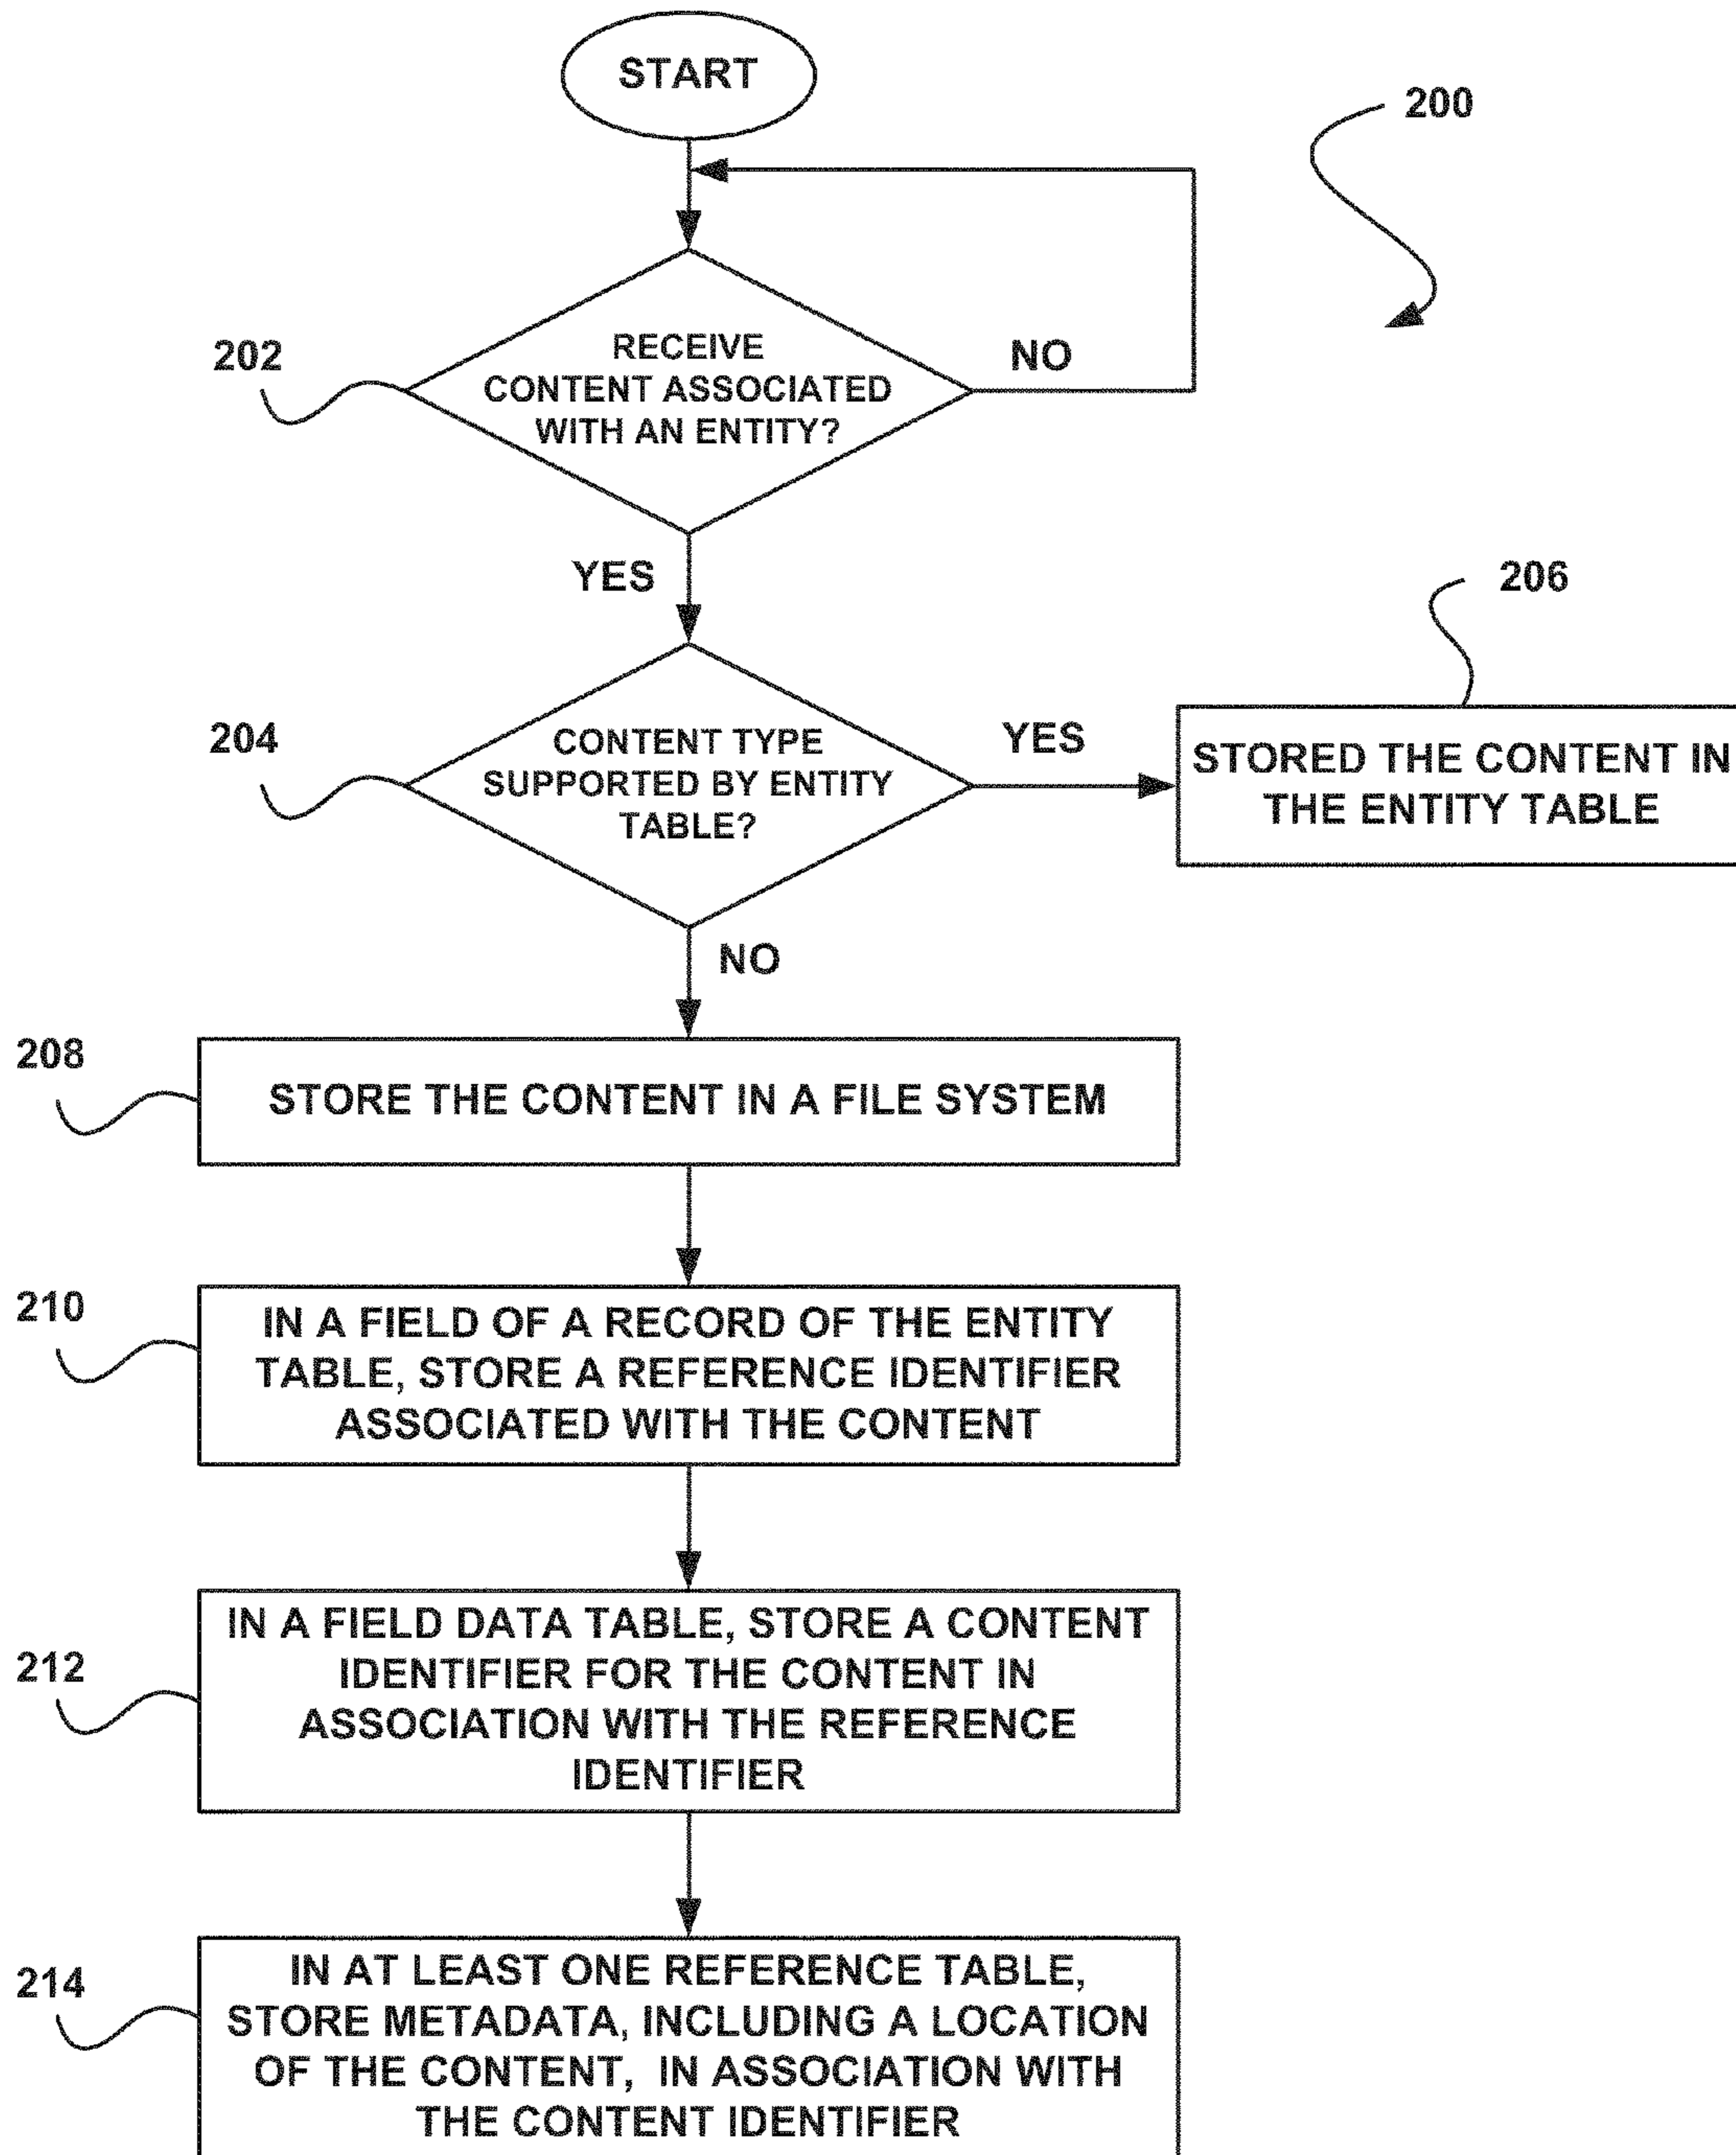 START
200
202
RECEIVE
CONTENT ASSOCIATED
WITH AN ENTITY?
NO
YES
206
204
CONTENT TYPE
SUPPORTED BY ENTITY
TABLE?
YES
STORED THE CONTENT IN
THE ENTITY TABLE
NO
208
STORE THE CONTENT IN A FILE SYSTEM
210
IN A FIELD OF A RECORD OF THE ENTITY
TABLE, STORE A REFERENCE IDENTIFIER
ASSOCIATED WITH THE CONTENT
212
IN A FIELD DATA TABLE, STORE A CONTENT
IDENTIFIER FOR THE CONTENT IN
ASSOCIATION WITH THE REFERENCE
IDENTIFIER
214
IN AT LEAST ONE REFERENCE TABLE,
STORE METADATA, INCLUDING A LOCATION
OF THE CONTENT, IN ASSOCIATION WITH
THE CONTENT IDENTIFIER